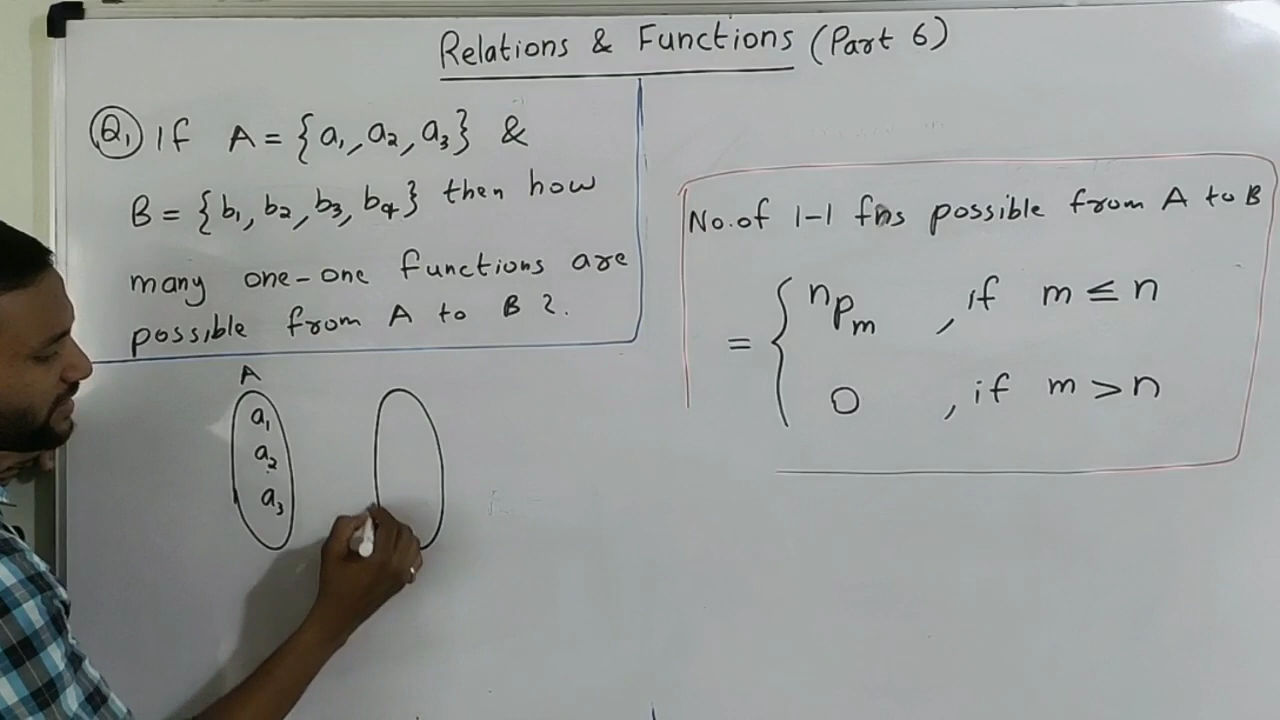 Relations & Functions (Part 6)
Q1 If A = {a1, a2, a3} &
B = {b1, b2, b3, b4} then how
many one-one functions are
possible from A to B ?.
No. of 1-1 fns possible from A to B
= { nPm , if m ≤ n
0 , if m > n
A
a1
a2
a3